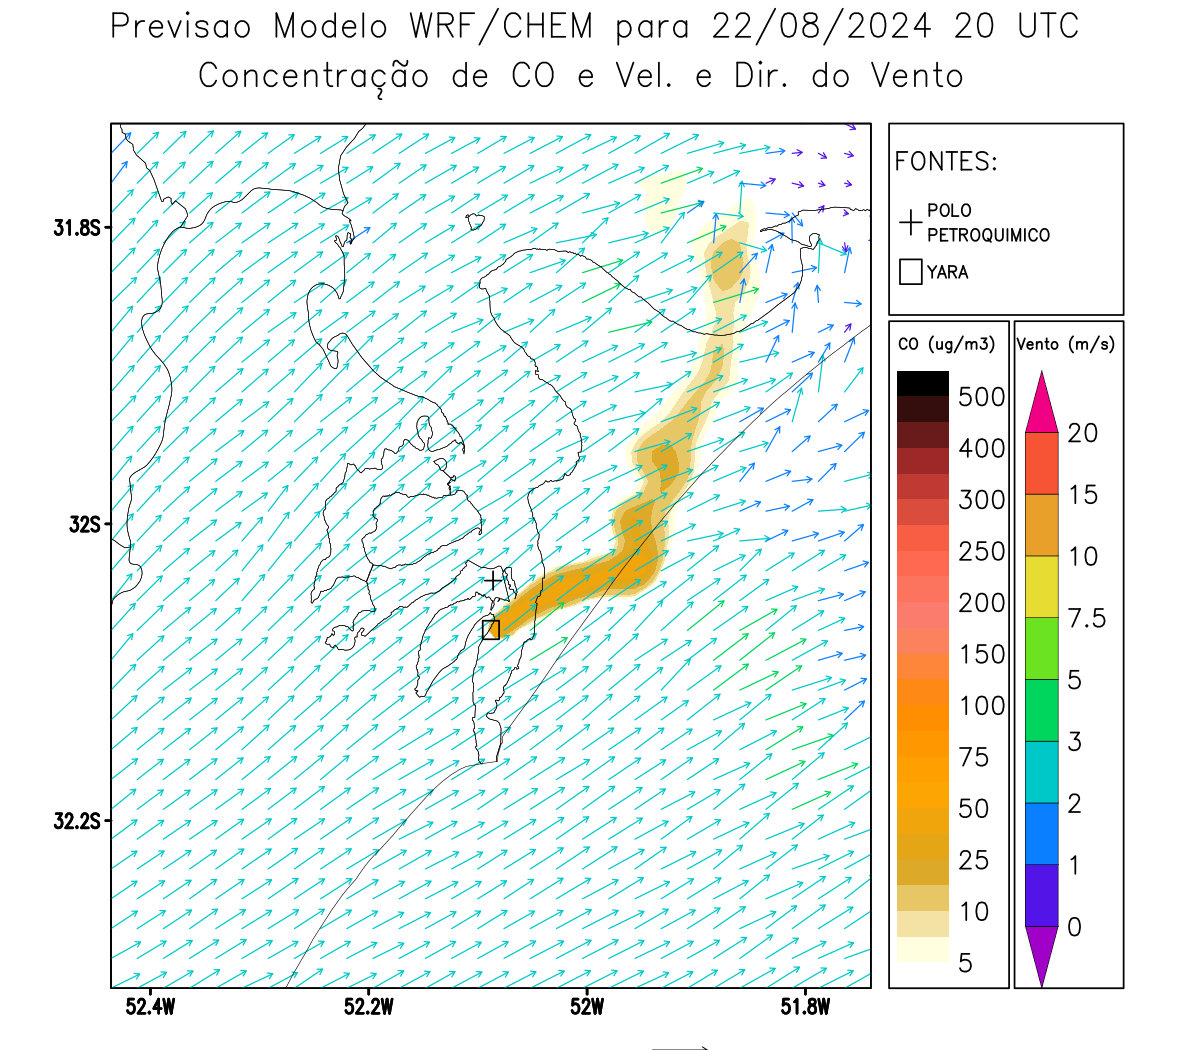 Previsao Modelo WRF/CHEM para 22/08/2024 20 UTC
Concentração de CO e Vel. e Dir. do Vento
FONTES:
POLO
PETROQUIMICO
YARA
CO (ug/m3)
500
400
300
250
200
150
100
75
50
25
10
5
Vento (m/s)
20
15
10
7.5
5
3
2
1
0
31.8S
32S
32.2S
52.4W
52.2W
52W
51.8W